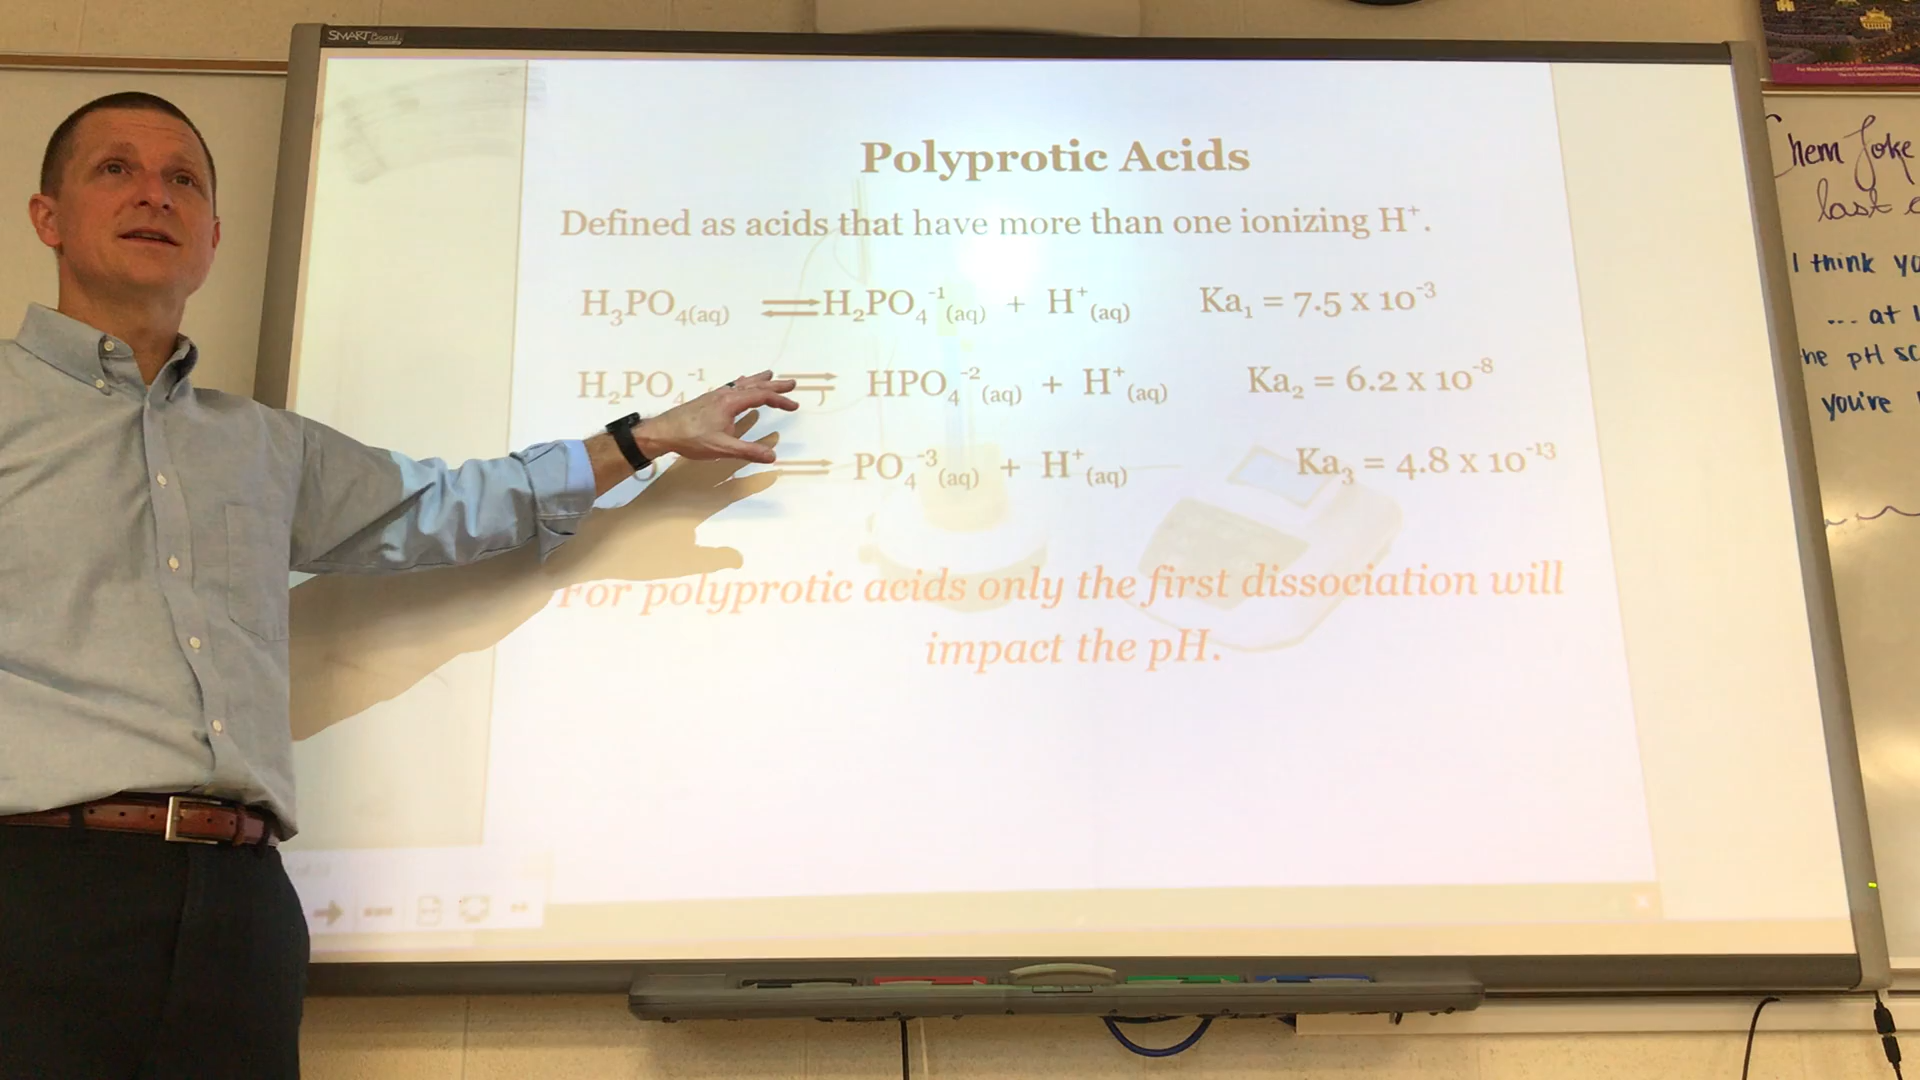 SMART Board
Polyprotic Acids
Defined as acids that have more than one ionizing H⁺.
H₃PO₄(aq) ⇌ H₂PO₄⁻¹(aq) + H⁺(aq) Ka₁ = 7.5 x 10⁻³
H₂PO₄⁻¹ ⇌ HPO₄⁻²(aq) + H⁺(aq) Ka₂ = 6.2 x 10⁻⁸
⇌ PO₄⁻³(aq) + H⁺(aq) Ka₃ = 4.8 x 10⁻¹³
For polyprotic acids only the first dissociation will
impact the pH.
Chem Joke
last
I think
... at
pH
you're